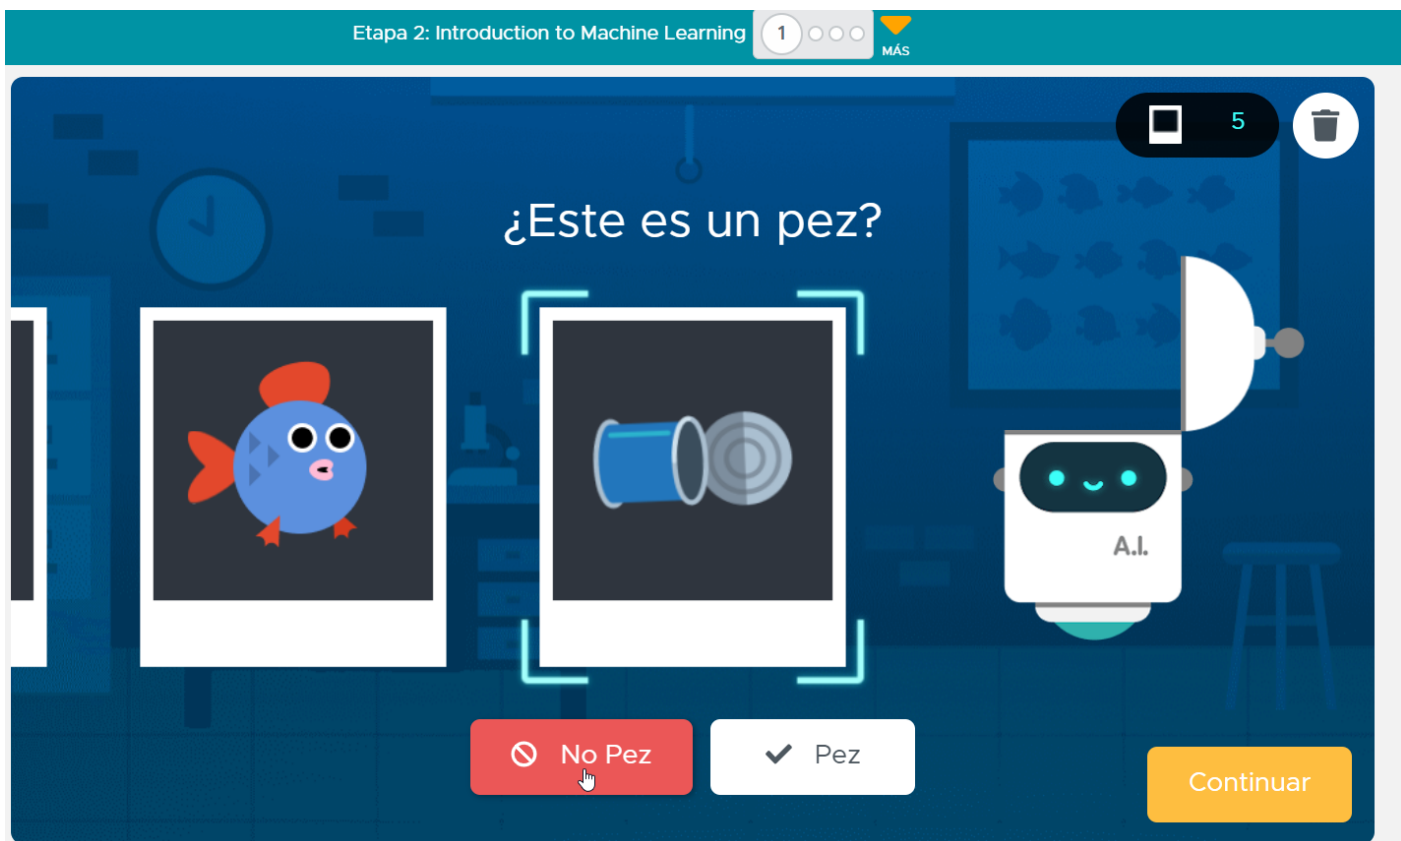 Etapa 2: Introduction to Machine Learning 1
MÁS
5
¿Este es un pez?
A.I.
No Pez
Pez
Continuar